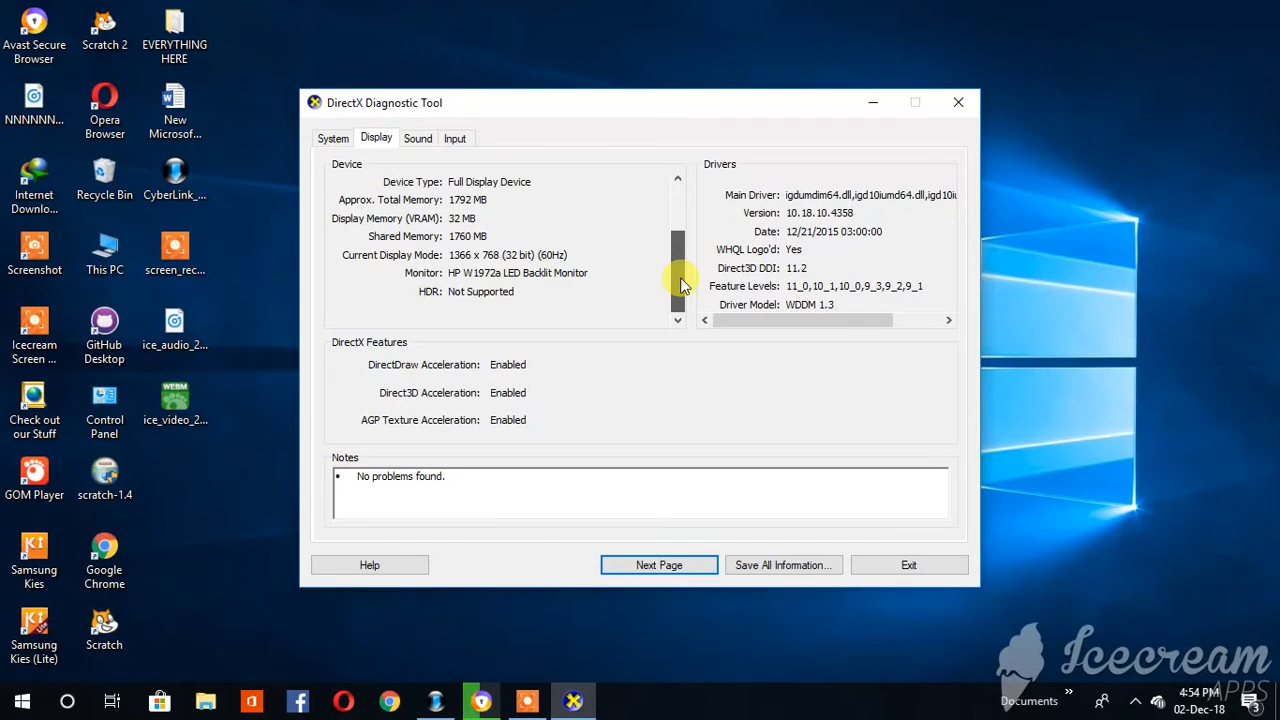 Avast Secure
Browser
Scratch 2
EVERYTHING
HERE
NNNNNN...
Opera
Browser
New
Microsof...
Internet
Downlo...
Recycle Bin
CyberLink_...
Screenshot
This PC
screen_rec...
Icecream
Screen ...
GitHub
Desktop
ice_audio_2...
WEBM
Check out
our Stuff
Control
Panel
ice_video_2...
GOM Player
scratch-1.4
Samsung
Kies
Google
Chrome
Samsung
Kies (Lite)
Scratch
DirectX Diagnostic Tool
System Display Sound Input
Device
Device Type: Full Display Device
Approx. Total Memory: 1792 MB
Display Memory (VRAM): 32 MB
Shared Memory: 1760 MB
Current Display Mode: 1366 x 768 (32 bit) (60Hz)
Monitor: HP W1972a LED Backlit Monitor
HDR: Not Supported
Drivers
Main Driver: igdumdim64.dll,igd10iumd64.dll,igd10iu
Version: 10.18.10.4358
Date: 12/21/2015 03:00:00
WHQL Logo'd: Yes
Direct3D DDI: 11.2
Feature Levels: 11_0,10_1,10_0,9_3,9_2,9_1
Driver Model: WDDM 1.3
DirectX Features
DirectDraw Acceleration: Enabled
Direct3D Acceleration: Enabled
AGP Texture Acceleration: Enabled
Notes
• No problems found.
Help Next Page Save All Information... Exit
Icecream
APPS
Documents
4:54 PM
02-Dec-18
3